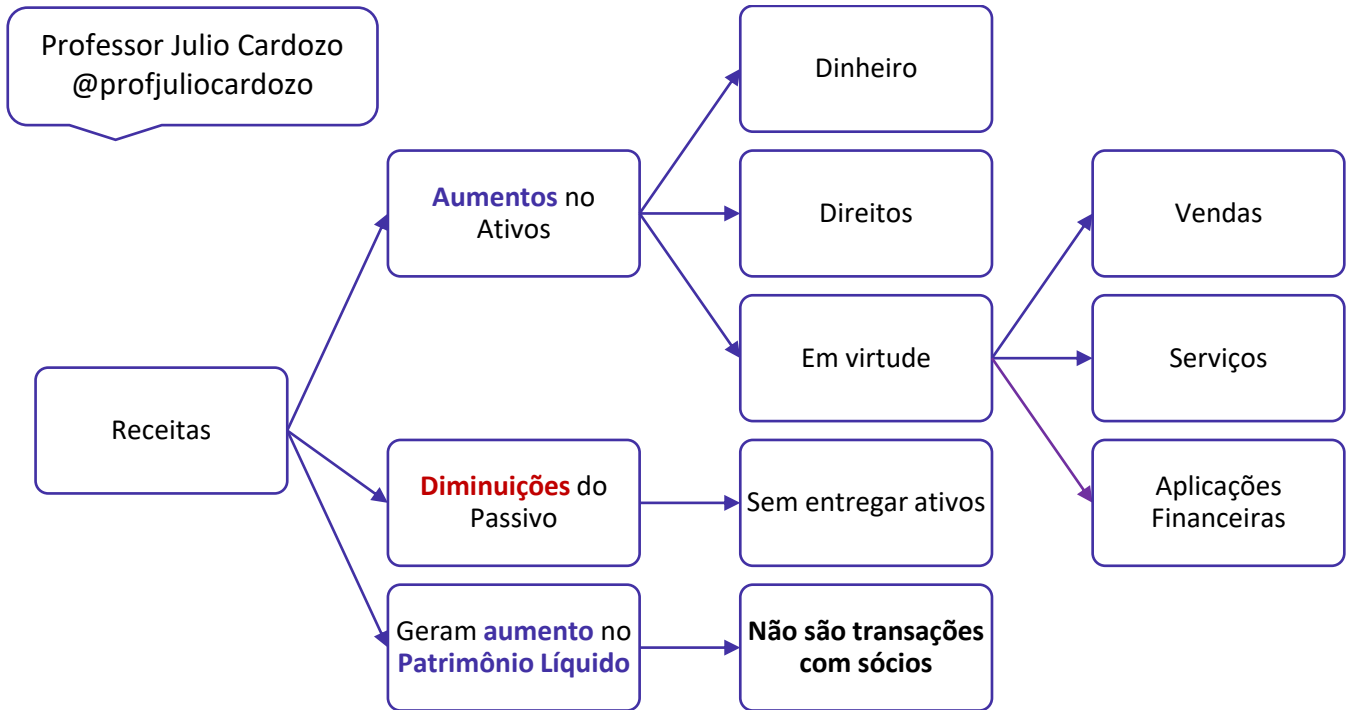 Professor Julio Cardozo
@profjuliocardozo
Dinheiro
Aumentos no
Ativos
Direitos
Vendas
Em virtude
Serviços
Receitas
Diminuições do
Passivo
Sem entregar ativos
Aplicações
Financeiras
Geram aumento no
Patrimônio Líquido
Não são transações
com sócios